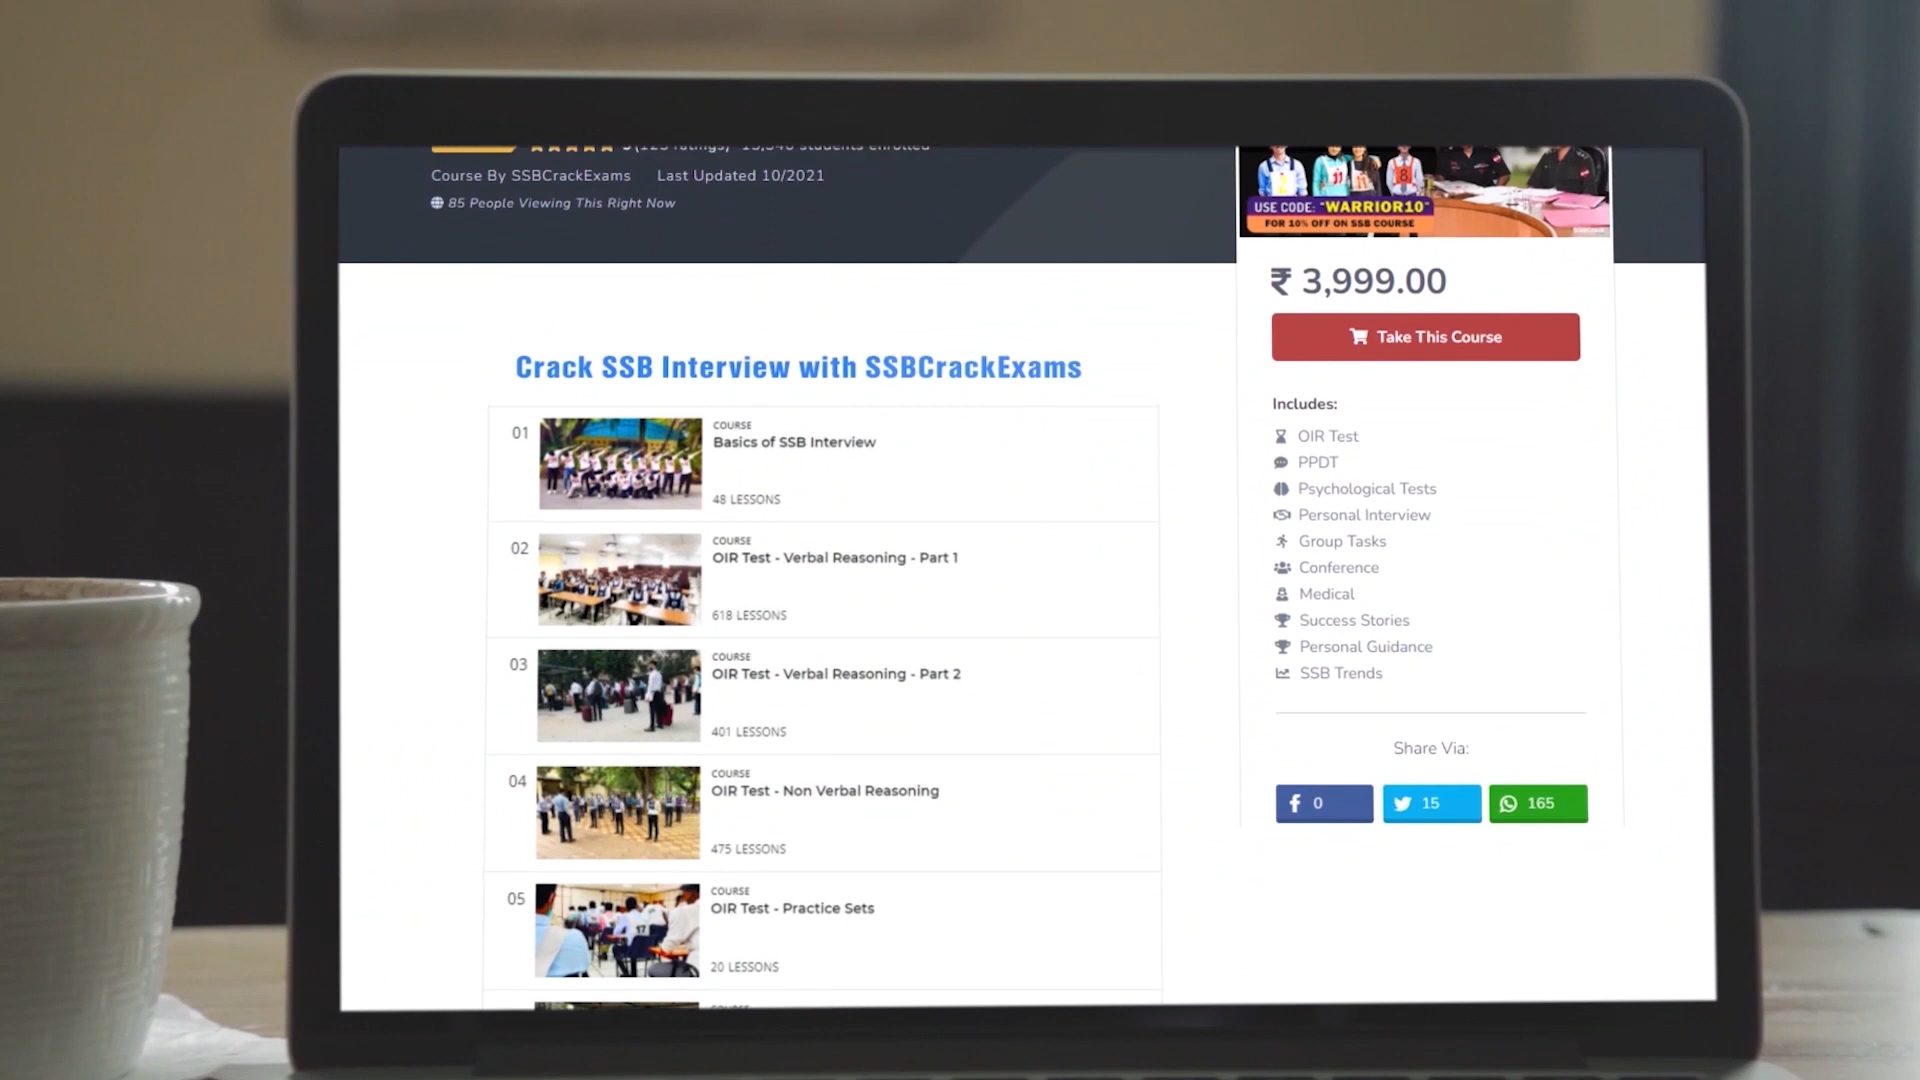 Course By SSBCrackExams Last Updated 10/2021
85 People Viewing This Right Now
USE CODE: "WARRIOR10"
FOR 10% OFF ON SSB COURSE
₹ 3,999.00
Take This Course
Includes:
OIR Test
PPDT
Psychological Tests
Personal Interview
Group Tasks
Conference
Medical
Success Stories
Personal Guidance
SSB Trends
Share Via:
0 15 165
Crack SSB Interview with SSBCrackExams
01 COURSE
Basics of SSB Interview
48 LESSONS
02 COURSE
OIR Test - Verbal Reasoning - Part 1
618 LESSONS
03 COURSE
OIR Test - Verbal Reasoning - Part 2
401 LESSONS
04 COURSE
OIR Test - Non Verbal Reasoning
475 LESSONS
05 COURSE
OIR Test - Practice Sets
20 LESSONS